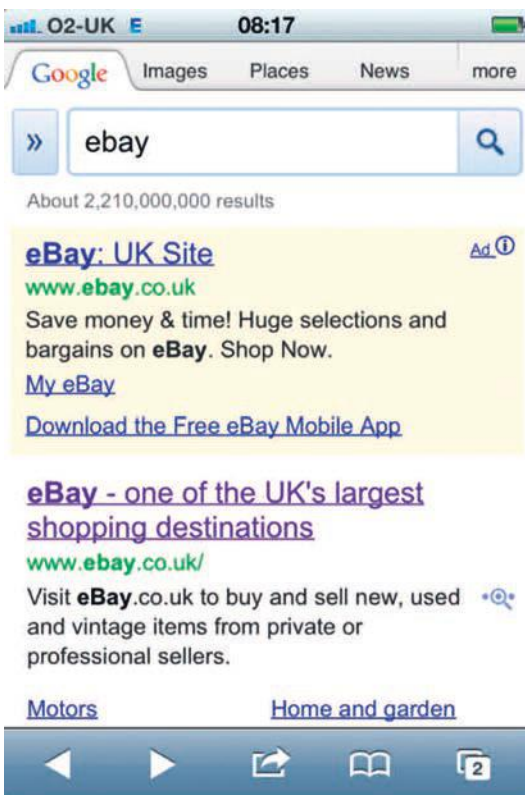 O2-UK E 08:17
Google Images Places News more
» ebay
About 2,210,000,000 results
eBay: UK Site Ad
www.ebay.co.uk
Save money & time! Huge selections and
bargains on eBay. Shop Now.
My eBay
Download the Free eBay Mobile App
eBay - one of the UK's largest
shopping destinations
www.ebay.co.uk/
Visit eBay.co.uk to buy and sell new, used
and vintage items from private or
professional sellers.
Motors Home and garden
2